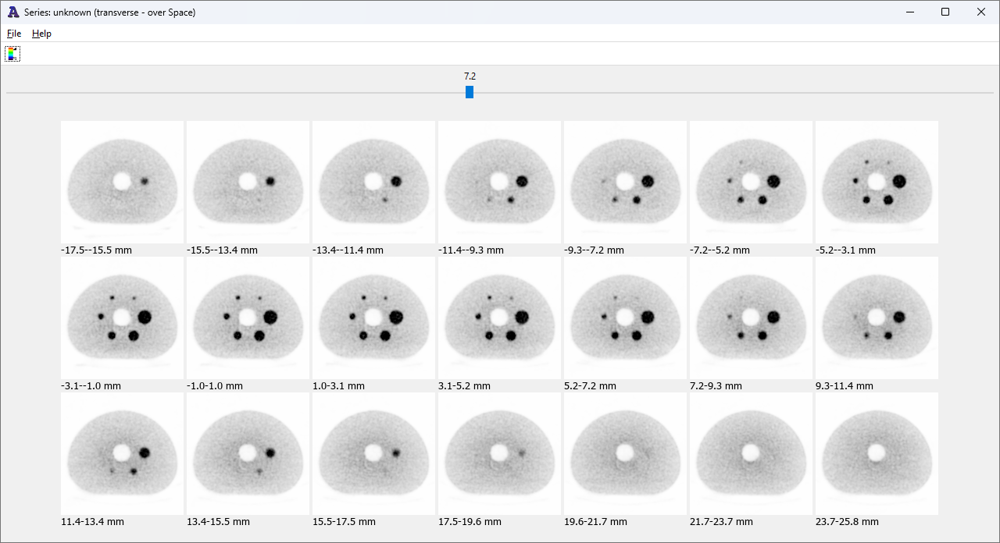 Series: unknown (transverse - over Space)
File Help
7.2
-17.5--15.5 mm -15.5--13.4 mm -13.4--11.4 mm -11.4--9.3 mm -9.3--7.2 mm -7.2--5.2 mm -5.2--3.1 mm
-3.1--1.0 mm -1.0-1.0 mm 1.0-3.1 mm 3.1-5.2 mm 5.2-7.2 mm 7.2-9.3 mm 9.3-11.4 mm
11.4-13.4 mm 13.4-15.5 mm 15.5-17.5 mm 17.5-19.6 mm 19.6-21.7 mm 21.7-23.7 mm 23.7-25.8 mm